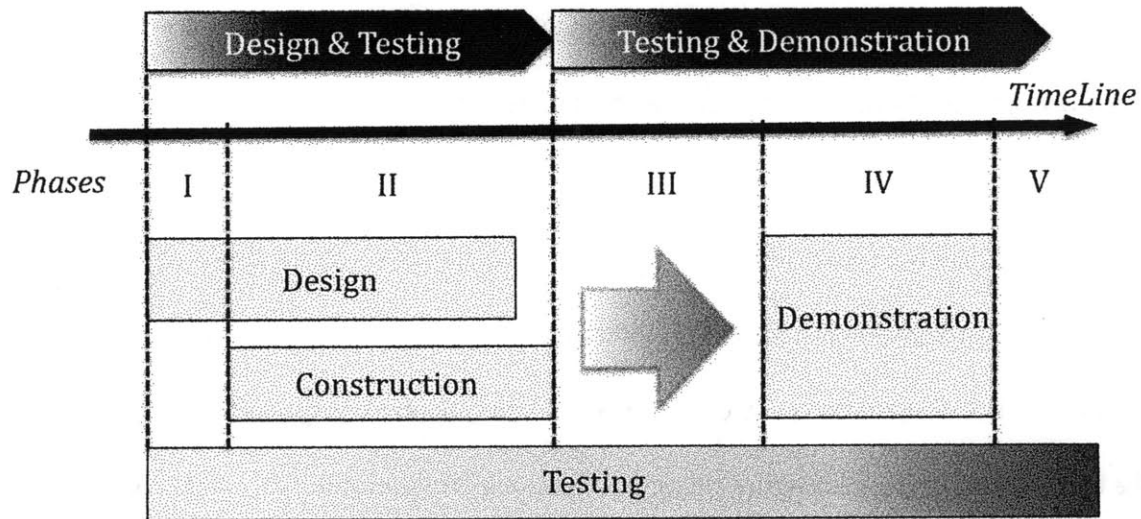 Design & Testing
Testing & Demonstration
TimeLine
Phases
I
II
III
IV
V
Design
Demonstration
Construction
Testing